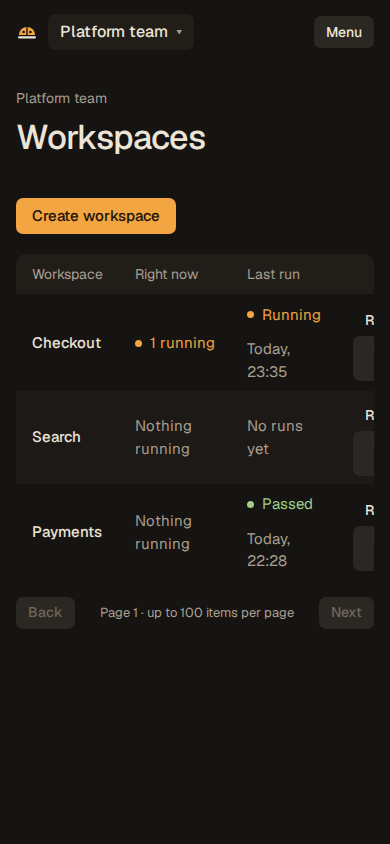 Platform team
Menu
Platform team
Workspaces
Create workspace
Workspace Right now Last run
Checkout
1 running
Running
Today,
23:35
Search
Nothing
running
No runs
yet
Payments
Nothing
running
Passed
Today,
22:28
Back
Page 1 · up to 100 items per page
Next